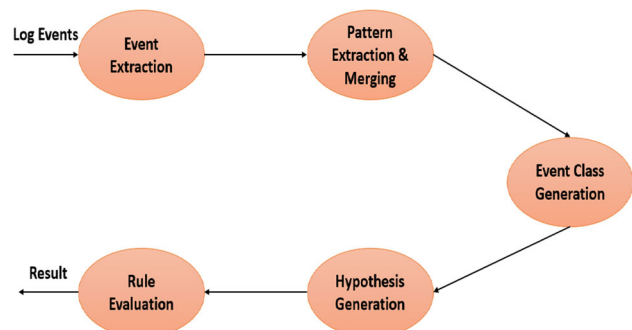 Log Events
Event
Extraction
Pattern
Extraction &
Merging
Event Class
Generation
Hypothesis
Generation
Rule
Evaluation
Result